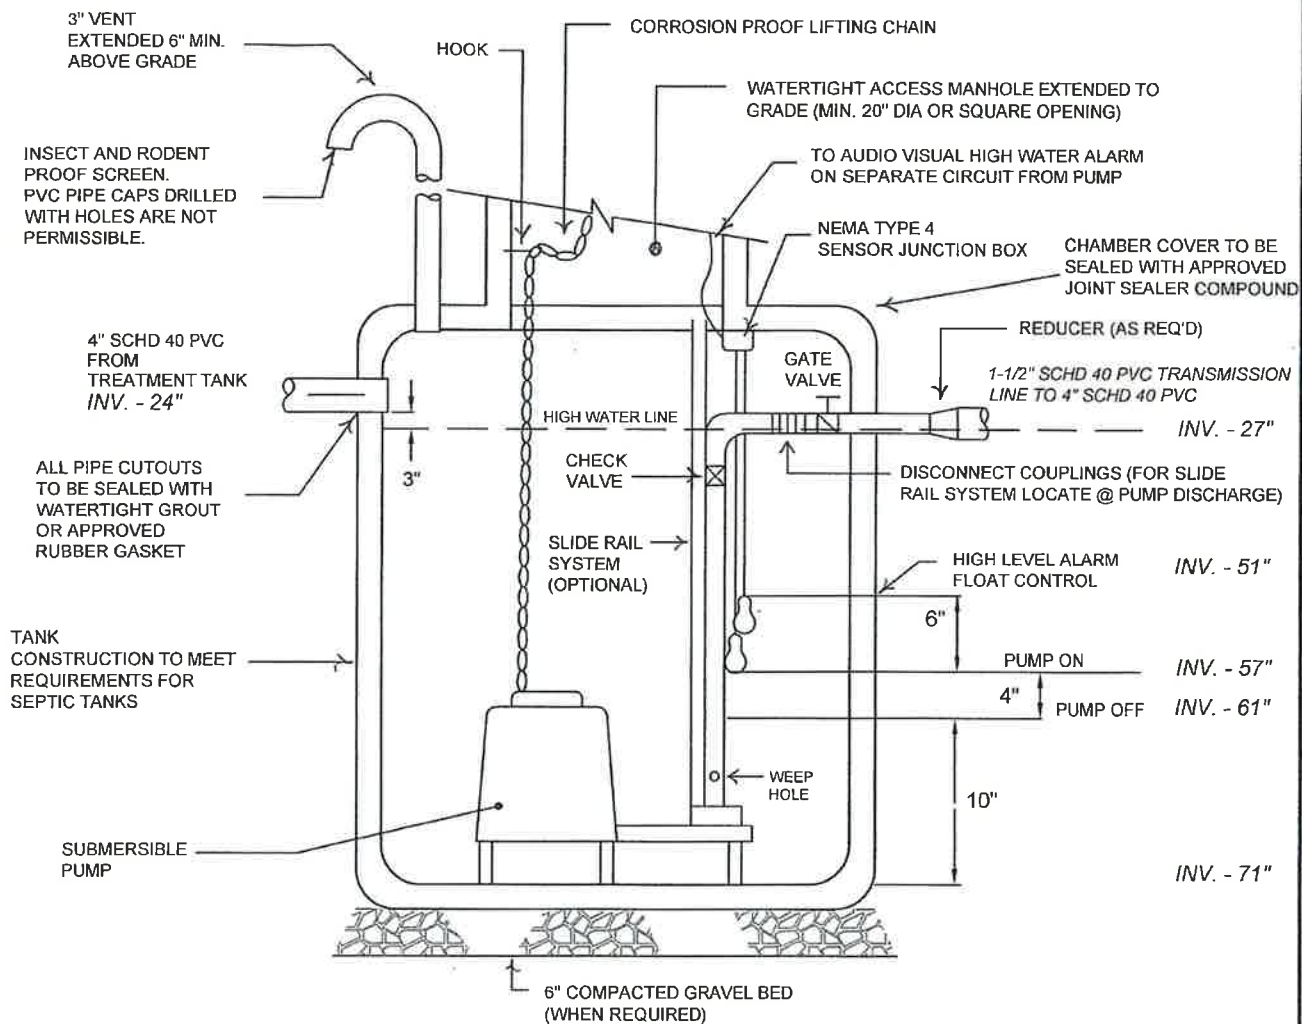 3" VENT
EXTENDED 6" MIN.
ABOVE GRADE
HOOK
CORROSION PROOF LIFTING CHAIN
WATERTIGHT ACCESS MANHOLE EXTENDED TO
GRADE (MIN. 20" DIA OR SQUARE OPENING)
INSECT AND RODENT
PROOF SCREEN.
PVC PIPE CAPS DRILLED
WITH HOLES ARE NOT
PERMISSIBLE.
TO AUDIO VISUAL HIGH WATER ALARM
ON SEPARATE CIRCUIT FROM PUMP
NEMA TYPE 4
SENSOR JUNCTION BOX
CHAMBER COVER TO BE
SEALED WITH APPROVED
JOINT SEALER COMPOUND
4" SCHD 40 PVC
FROM
TREATMENT TANK
INV. - 24"
REDUCER (AS REQ'D)
GATE
VALVE
1-1/2" SCHD 40 PVC TRANSMISSION
LINE TO 4" SCHD 40 PVC
HIGH WATER LINE
INV. - 27"
3"
ALL PIPE CUTOUTS
TO BE SEALED WITH
WATERTIGHT GROUT
OR APPROVED
RUBBER GASKET
CHECK
VALVE
DISCONNECT COUPLINGS (FOR SLIDE
RAIL SYSTEM LOCATE @ PUMP DISCHARGE)
SLIDE RAIL
SYSTEM
(OPTIONAL)
HIGH LEVEL ALARM
FLOAT CONTROL
INV. - 51"
6"
TANK
CONSTRUCTION TO MEET
REQUIREMENTS FOR
SEPTIC TANKS
PUMP ON
INV. - 57"
4"
PUMP OFF
INV. - 61"
WEEP
HOLE
10"
SUBMERSIBLE
PUMP
INV. - 71"
6" COMPACTED GRAVEL BED
(WHEN REQUIRED)